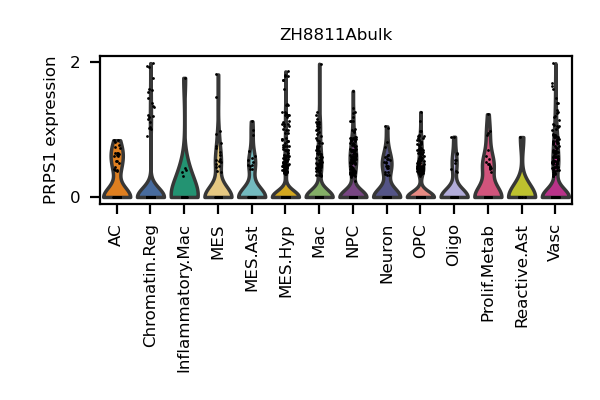 ZH8811Abulk
PRPS1 expression
2
0
AC
Chromatin.Reg
Inflammatory.Mac
MES
MES.Ast
MES.Hyp
Mac
NPC
Neuron
OPC
Oligo
Prolif.Metab
Reactive.Ast
Vasc